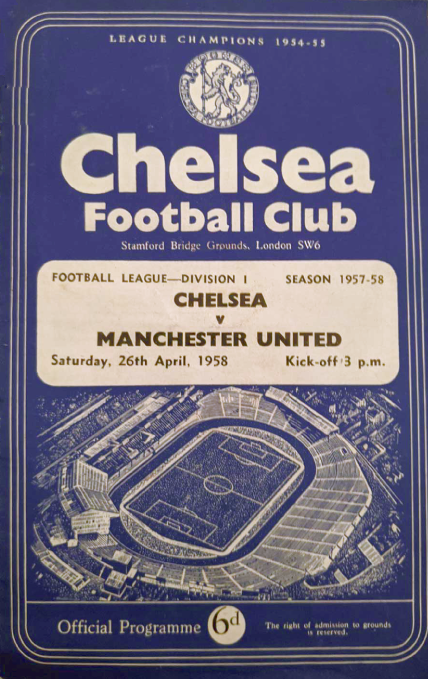 LEAGUE CHAMPIONS 1954-55
Chelsea
Football Club
Stamford Bridge Grounds, London SW6
FOOTBALL LEAGUE—DIVISION I SEASON 1957-58
CHELSEA
v
MANCHESTER UNITED
Saturday, 26th April, 1958 Kick-off 3 p.m.
Official Programme 6d
The right of admission to grounds
is reserved.